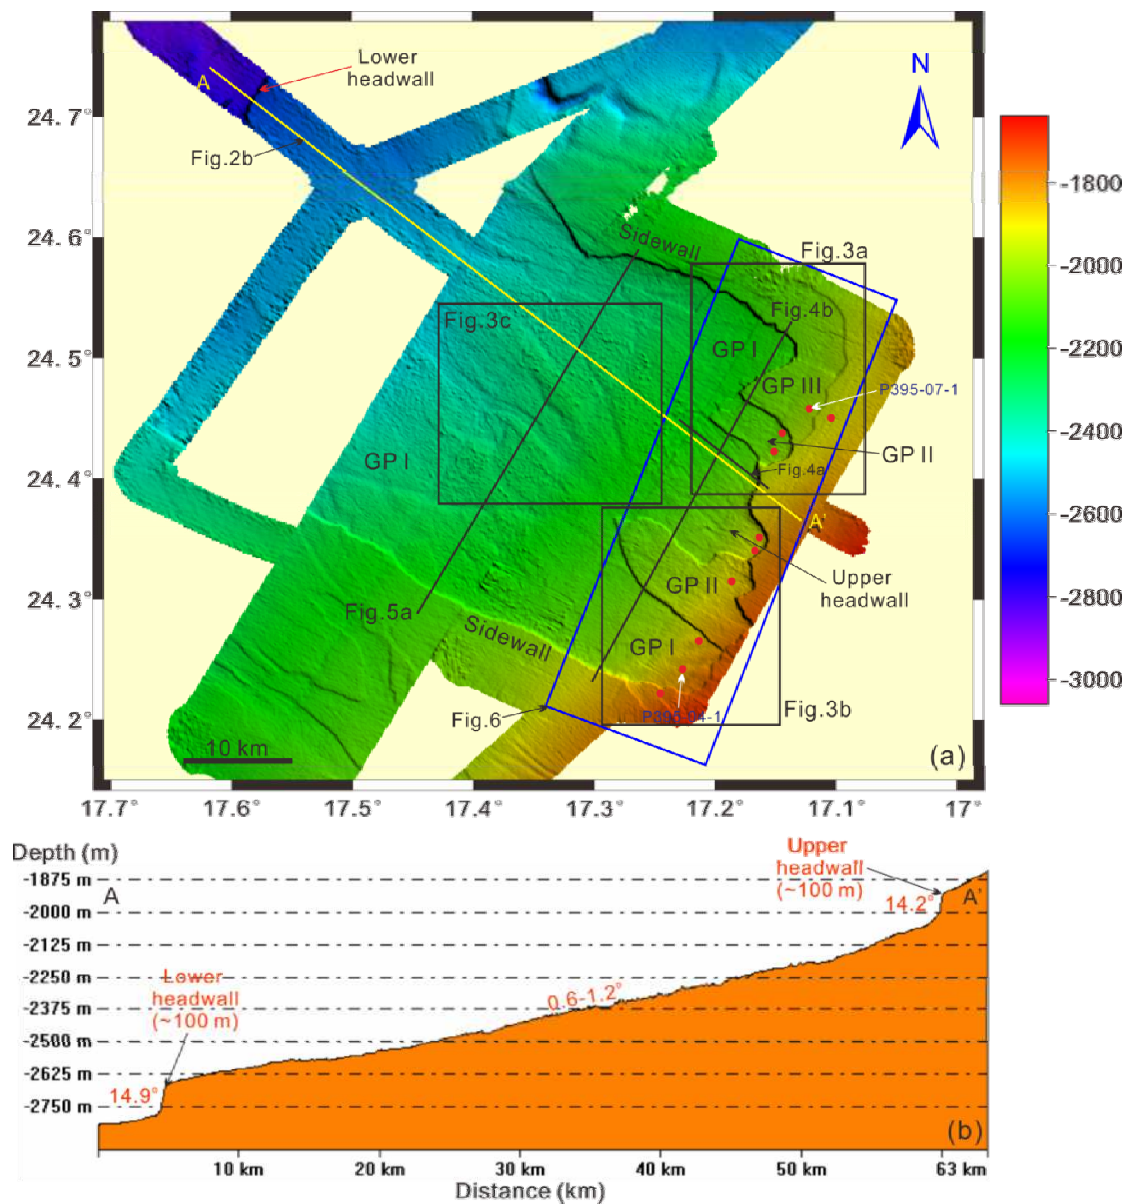 N
Lower
headwall
A
24.7°
Fig.2b
-1800
24.6°
Sidewall
Fig.3a
-2000
Fig.4b
Fig.3c
GP I
24.5°
-2200
GP III
P395-07-1
-2400
GP I
GP II
24.4°
Fig.4a
A'
-2600
Upper
headwall
GP II
24.3°
Fig.5a
Sidewall
GP I
-2800
24.2°
Fig.6
Fig.3b
-3000
10 km
(a)
17.7°
17.6°
17.5°
17.4°
17.3°
17.2°
17.1°
17°
Depth (m)
Upper
headwall
(~100 m)
-1875 m
A
A'
14.2°
-2000 m
-2125 m
-2250 m
Lower
headwall
(~100 m)
0.6-1.2°
-2375 m
-2500 m
-2625 m
14.9°
-2750 m
(b)
10 km
20 km
30 km
40 km
50 km
63 km
Distance (km)